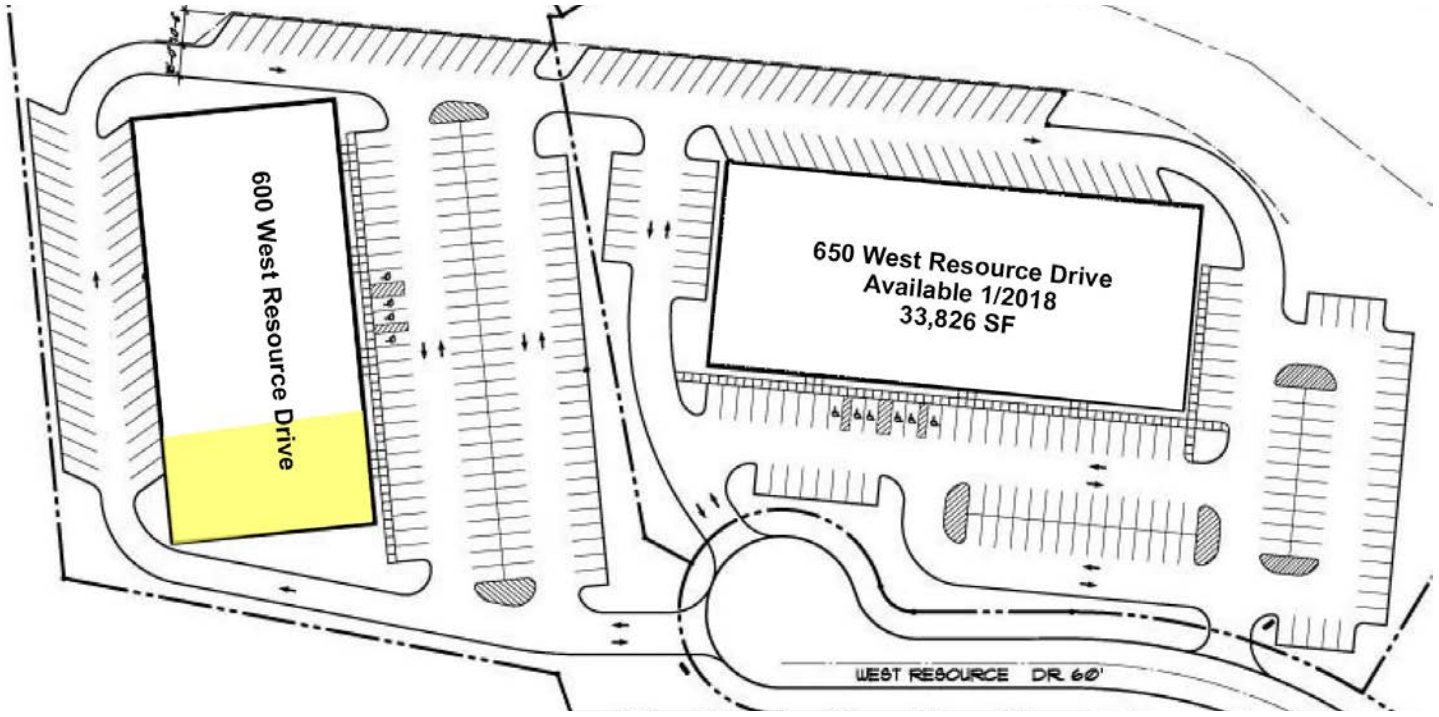 600 West Resource Drive
650 West Resource Drive
Available 1/2018
33,826 SF
WEST RESOURCE DR. 60'